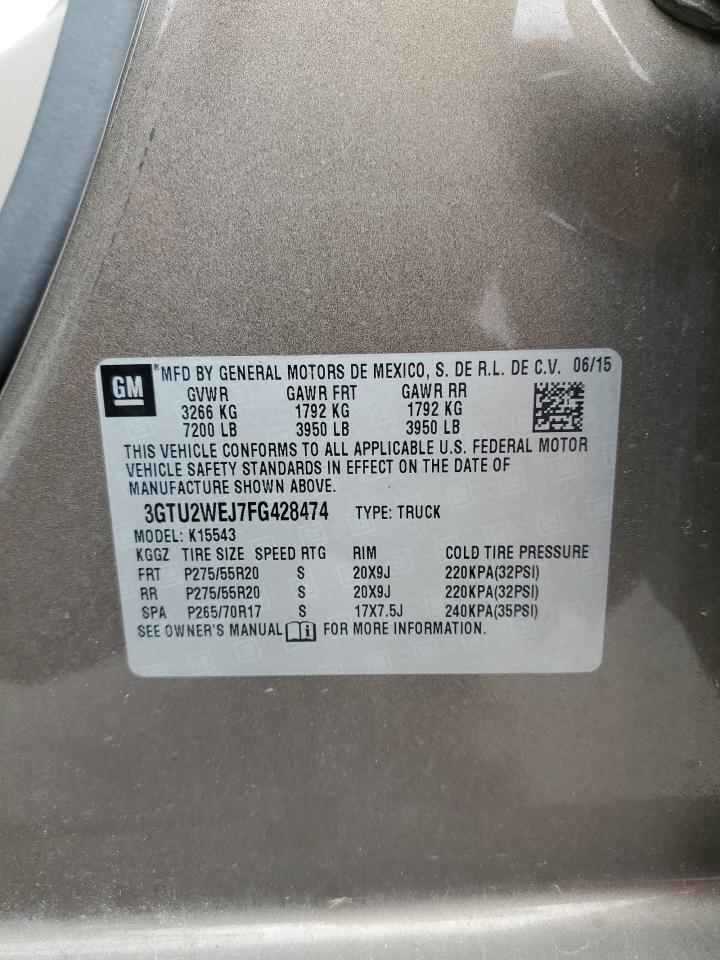 GM ® MFD BY GENERAL MOTORS DE MEXICO, S. DE R.L. DE C.V. 06/15
GVWR GAWR FRT GAWR RR
3266 KG 1792 KG 1792 KG
7200 LB 3950 LB 3950 LB
THIS VEHICLE CONFORMS TO ALL APPLICABLE U.S. FEDERAL MOTOR
VEHICLE SAFETY STANDARDS IN EFFECT ON THE DATE OF
MANUFACTURE SHOWN ABOVE.
3GTU2WEJ7FG428474 TYPE: TRUCK
MODEL: K15543
KGGZ TIRE SIZE SPEED RTG RIM COLD TIRE PRESSURE
FRT P275/55R20 S 20X9J 220KPA(32PSI)
RR P275/55R20 S 20X9J 220KPA(32PSI)
SPA P265/70R17 S 17X7.5J 240KPA(35PSI)
SEE OWNER'S MANUAL i FOR MORE INFORMATION.